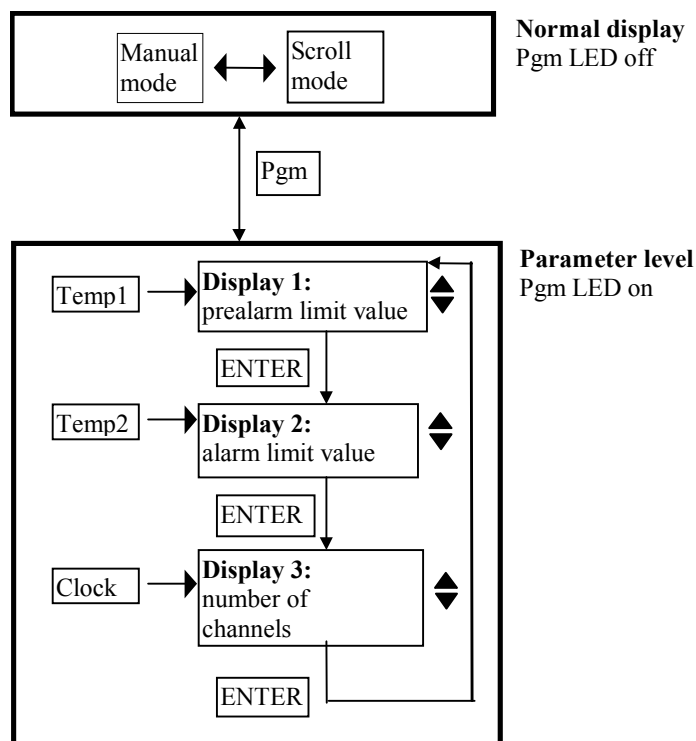 Normal display
Pgm LED off
Manual
mode
Scroll
mode
Pgm
Parameter level
Pgm LED on
Temp1
Display 1:
prealarm limit value
ENTER
Temp2
Display 2:
alarm limit value
ENTER
Clock
Display 3:
number of
channels
ENTER